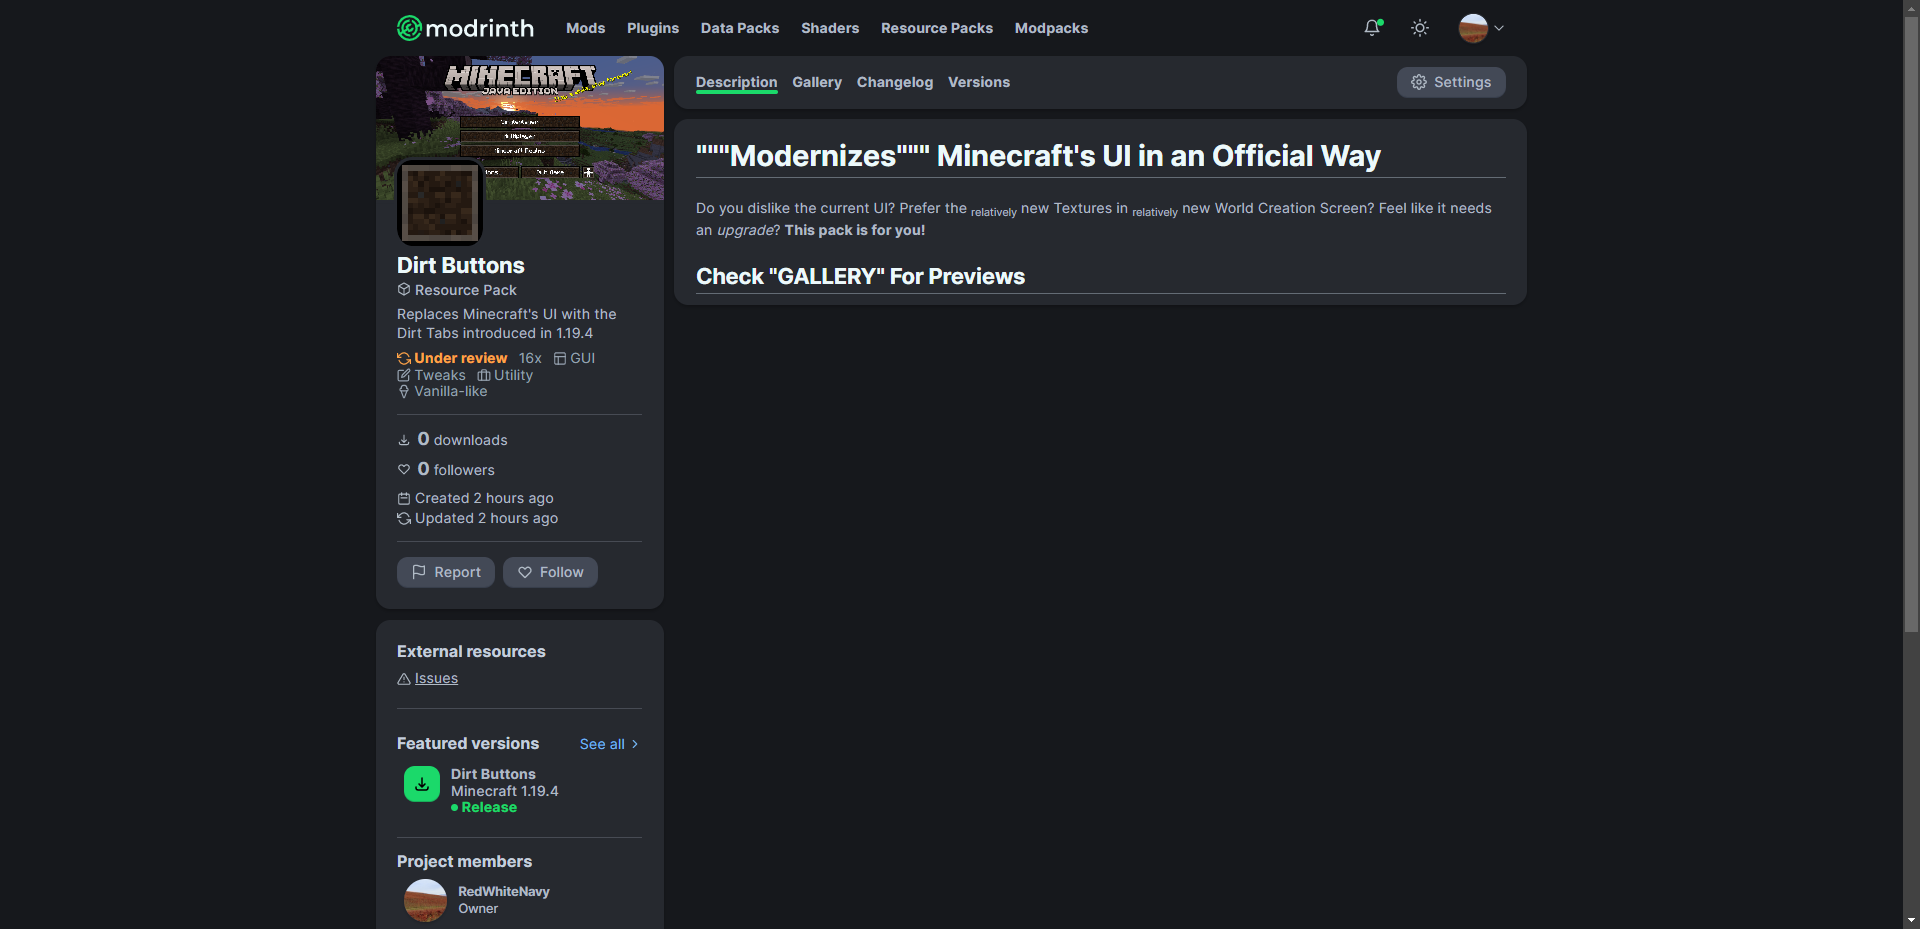 modrinth Mods Plugins Data Packs Shaders Resource Packs Modpacks
MINECRAFT
JAVA EDITION
Multiplayer
Minecraft Realms
Dirt Buttons
Resource Pack
Replaces Minecraft's UI with the
Dirt Tabs introduced in 1.19.4
Under review 16x GUI
Tweaks Utility
Vanilla-like
0 downloads
0 followers
Created 2 hours ago
Updated 2 hours ago
Report Follow
External resources
Issues
Featured versions See all
Dirt Buttons
Minecraft 1.19.4
Release
Project members
RedWhiteNavy
Owner
Description Gallery Changelog Versions Settings
"""Modernizes""" Minecraft's UI in an Official Way
Do you dislike the current UI? Prefer the relatively new Textures in relatively new World Creation Screen? Feel like it needs
an upgrade? This pack is for you!
Check "GALLERY" For Previews